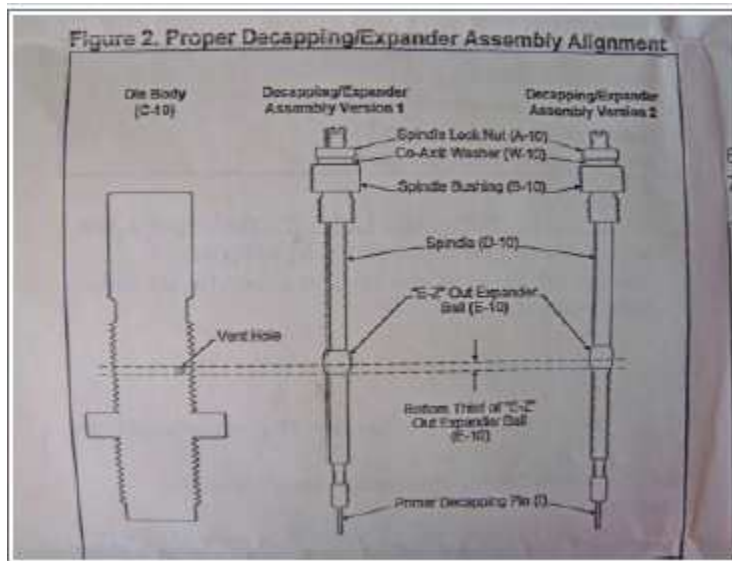 Figure 2. Proper Decapping/Expander Assembly Alignment
Die Body
(C-10)
Decapping/Expander
Assembly Version 1
Decapping/Expander
Assembly Version 2
Spindle Lock Nut (A-10)
Co-Axis Washer (W-10)
Spindle Bushing (B-10)
Spindle (D-10)
"E-Z" Out Expander
Ball (E-10)
Vent Hole
Bottom Third of "E-Z"
Out Expander Ball
(E-10)
Primer Decapping Pin (I)